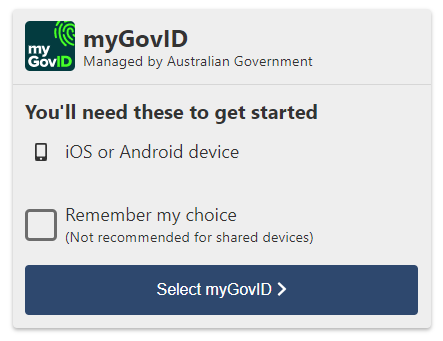 my
GovID
myGovID
Managed by Australian Government
You'll need these to get started
iOS or Android device
Remember my choice
(Not recommended for shared devices)
Select myGovID